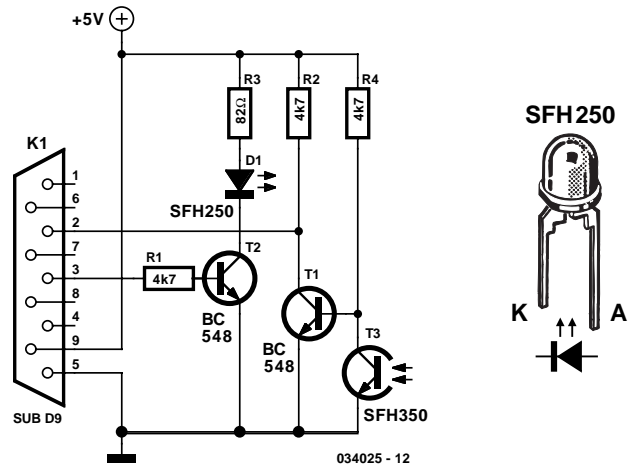 +5V
K1
1
6
2
7
3
8
4
9
5
SUB D9
R3
82Ω
R2
4k7
R4
4k7
D1
SFH250
R1
4k7
T2
BC
548
T1
BC
548
T3
SFH350
034025 - 12
SFH250
K A